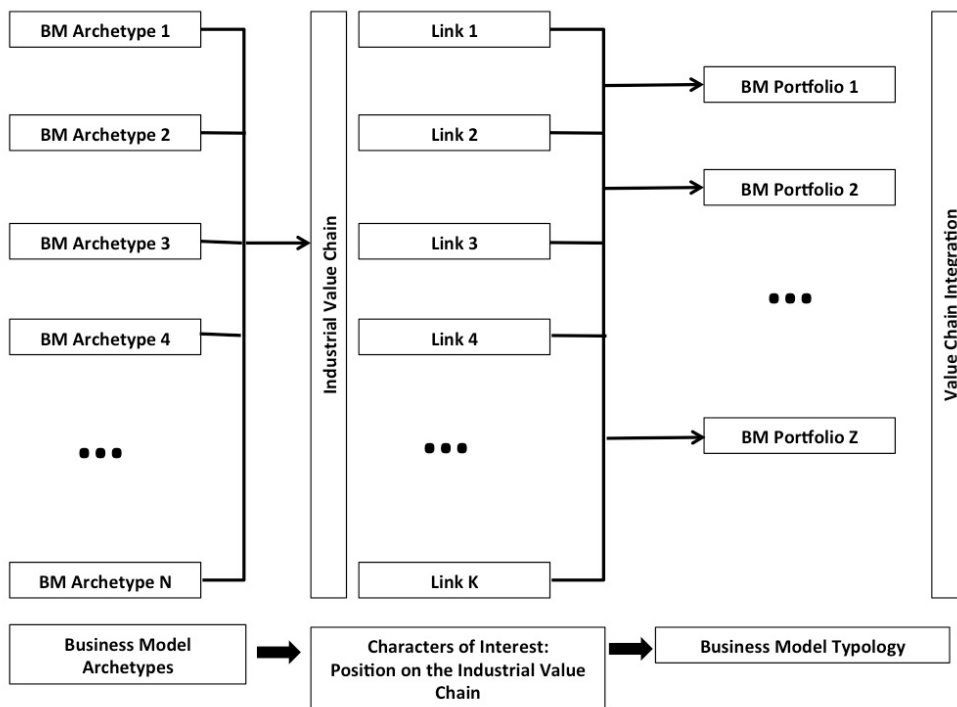 BM Archetype 1
BM Archetype 2
BM Archetype 3
BM Archetype 4
...
BM Archetype N
Industrial Value Chain
Link 1
Link 2
Link 3
Link 4
...
Link K
BM Portfolio 1
BM Portfolio 2
...
BM Portfolio Z
Value Chain Integration
Business Model
Archetypes
Characters of Interest:
Position on the Industrial Value
Chain
Business Model Typology